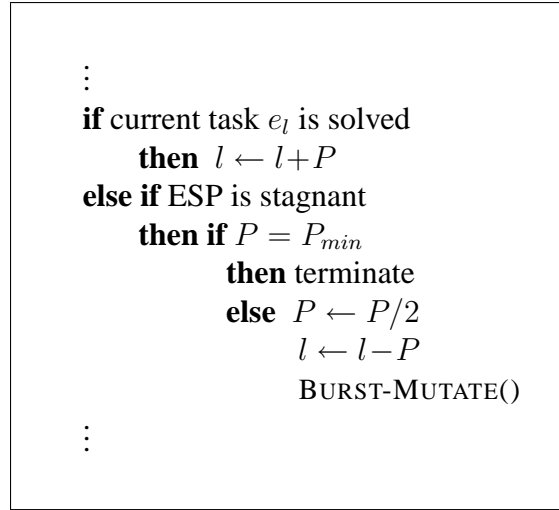 ⋮
if current task e_l is solved
then l ← l+P
else if ESP is stagnant
then if P = P_min
then terminate
else P ← P/2
l ← l−P
BURST-MUTATE()
⋮